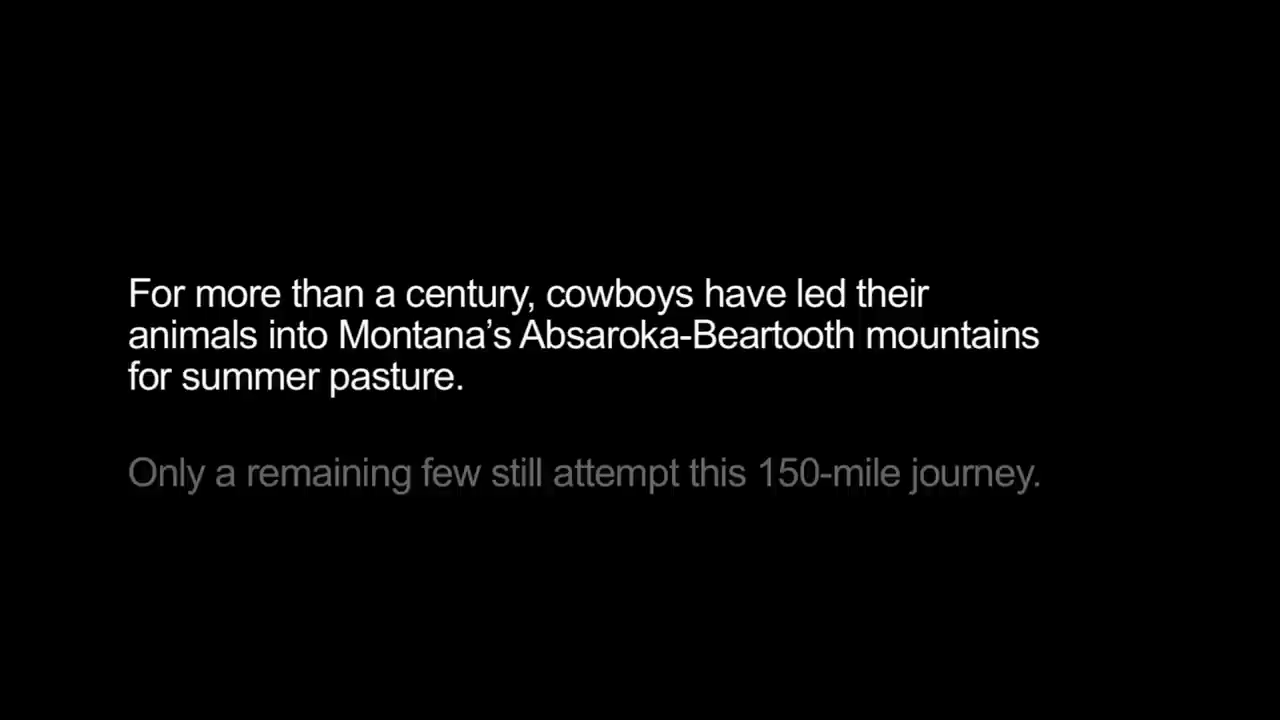 For more than a century, cowboys have led their
animals into Montana’s Absaroka-Beartooth mountains
for summer pasture.
Only a remaining few still attempt this 150-mile journey.